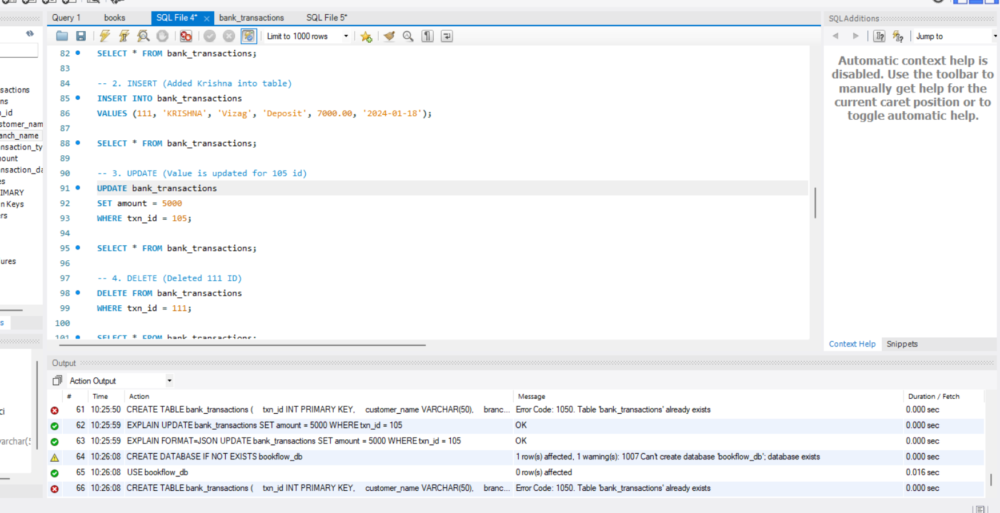 Query 1 books SQL File 4* × bank_transactions SQL File 5*
Limit to 1000 rows
82 SELECT * FROM bank_transactions;
83
84 -- 2. INSERT (Added Krishna into table)
85 INSERT INTO bank_transactions
86 VALUES (111, 'KRISHNA', 'Vizag', 'Deposit', 7000.00, '2024-01-18');
87
88 SELECT * FROM bank_transactions;
89
90 -- 3. UPDATE (Value is updated for 105 id)
91 UPDATE bank_transactions
92 SET amount = 5000
93 WHERE txn_id = 105;
94
95 SELECT * FROM bank_transactions;
96
97 -- 4. DELETE (Deleted 111 ID)
98 DELETE FROM bank_transactions
99 WHERE txn_id = 111;
100
101 SELECT * FROM bank_transactions;
sactions
ns
n_id
stomer_nam
anch_name
nsaction_ty
nount
nsaction_da
es
IMARY
n Keys
ers
ures
s
ci
varchar(5
SQLAdditions
Jump to
Automatic context help is
disabled. Use the toolbar to
manually get help for the
current caret position or to
toggle automatic help.
Context Help Snippets
Output
Action Output
# Time Action Message Duration / Fetch
61 10:25:50 CREATE TABLE bank_transactions ( txn_id INT PRIMARY KEY, customer_name VARCHAR(50), branc... Error Code: 1050. Table 'bank_transactions' already exists 0.000 sec
62 10:25:59 EXPLAIN UPDATE bank_transactions SET amount = 5000 WHERE txn_id = 105 OK 0.000 sec
63 10:25:59 EXPLAIN FORMAT=JSON UPDATE bank_transactions SET amount = 5000 WHERE txn_id = 105 OK 0.000 sec
64 10:26:08 CREATE DATABASE IF NOT EXISTS bookflow_db 1 row(s) affected, 1 warning(s): 1007 Can't create database 'bookflow_db'; database exists 0.000 sec
65 10:26:08 USE bookflow_db 0 row(s) affected 0.016 sec
66 10:26:08 CREATE TABLE bank_transactions ( txn_id INT PRIMARY KEY, customer_name VARCHAR(50), branc... Error Code: 1050. Table 'bank_transactions' already exists 0.000 sec